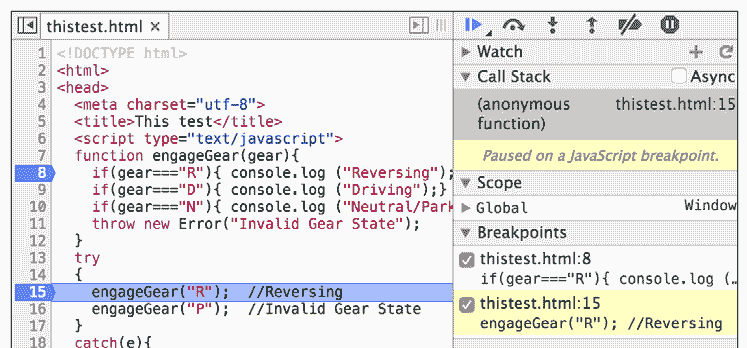 thistest.html ×
1 <!DOCTYPE html>
2 <html>
3 <head>
4 <meta charset="utf-8">
5 <title>This test</title>
6 <script type="text/javascript">
7 function engageGear(gear){
8 if(gear==="R"){ console.log ("Reversing");
9 if(gear==="D"){ console.log ("Driving");}
10 if(gear==="N"){ console.log ("Neutral/Park
11 throw new Error("Invalid Gear State");
12 }
13 try
14 {
15 engageGear("R"); //Reversing
16 engageGear("P"); //Invalid Gear State
17 }
18 catch(e){
Watch
Call Stack Async
(anonymous function) thistest.html:15
Paused on a JavaScript breakpoint.
Scope
Global Window
Breakpoints
thistest.html:8
if(gear==="R"){ console.log (…
thistest.html:15
engageGear("R"); //Reversing